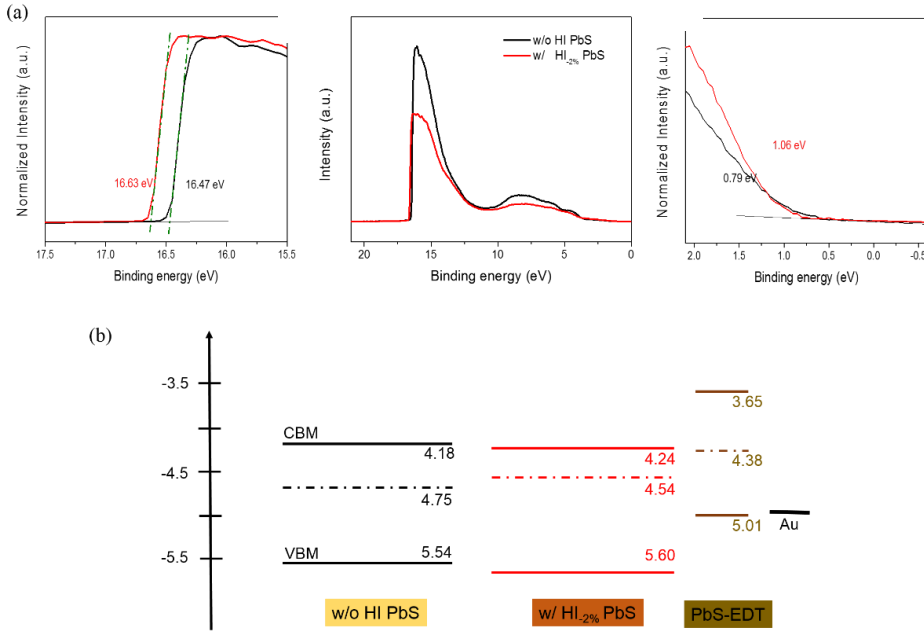 (a)
Normalized Intensity (a.u.)
16.63 eV
16.47 eV
17.5 17.0 16.5 16.0 15.5
Binding energy (eV)
Intensity (a.u.)
w/o HI PbS
w/ HI-2% PbS
20 15 10 5 0
Binding energy (eV)
Normalized Intensity (a.u.)
1.06 eV
0.79 eV
2.0 1.5 1.0 0.5 0.0 -0.5
Binding energy (eV)
(b)
-3.5
-4.5
-5.5
CBM
4.18
4.75
VBM
5.54
4.24
4.54
5.60
3.65
4.38
5.01
Au
w/o HI PbS
w/ HI-2% PbS
PbS-EDT